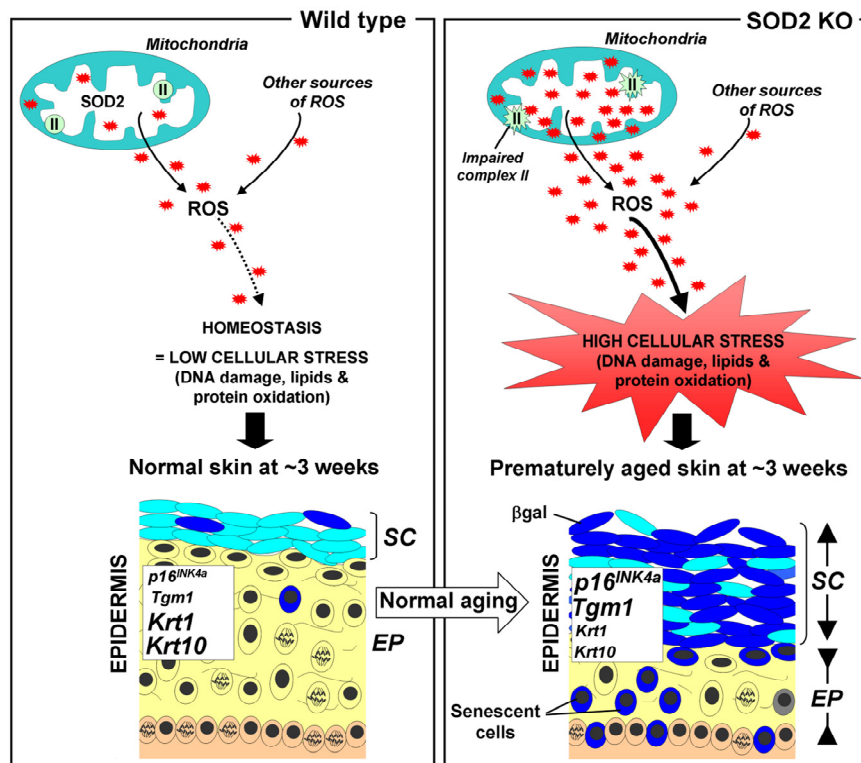 Wild type
Mitochondria
SOD2
II
II
Other sources
of ROS
ROS
HOMEOSTASIS
= LOW CELLULAR STRESS
(DNA damage, lipids &
protein oxidation)
Normal skin at ~3 weeks
SC
EPIDERMIS
p16INK4a
Tgm1
Krt1
Krt10
EP
Normal aging
SOD2 KO
Mitochondria
II
II
Impaired
complex II
Other sources
of ROS
ROS
HIGH CELLULAR STRESS
(DNA damage, lipids &
protein oxidation)
Prematurely aged skin at ~3 weeks
βgal
SC
EPIDERMIS
p16INK4a
Tgm1
Krt1
Krt10
EP
Senescent
cells